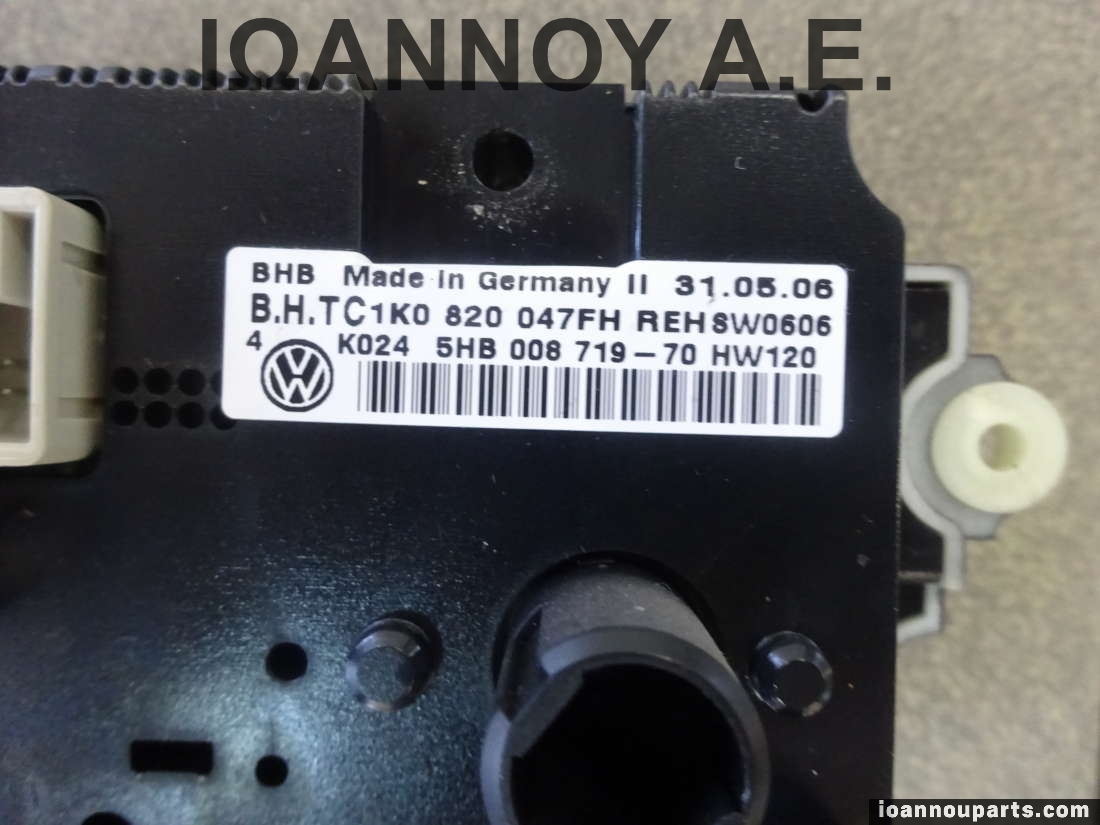 IOANNOY A.E.
BHB Made In Germany II 31.05.06
B.H.TC1K0 820 047FH REH SW0606
4 K024 5HB 008 719-70 HW120
ioannouparts.com